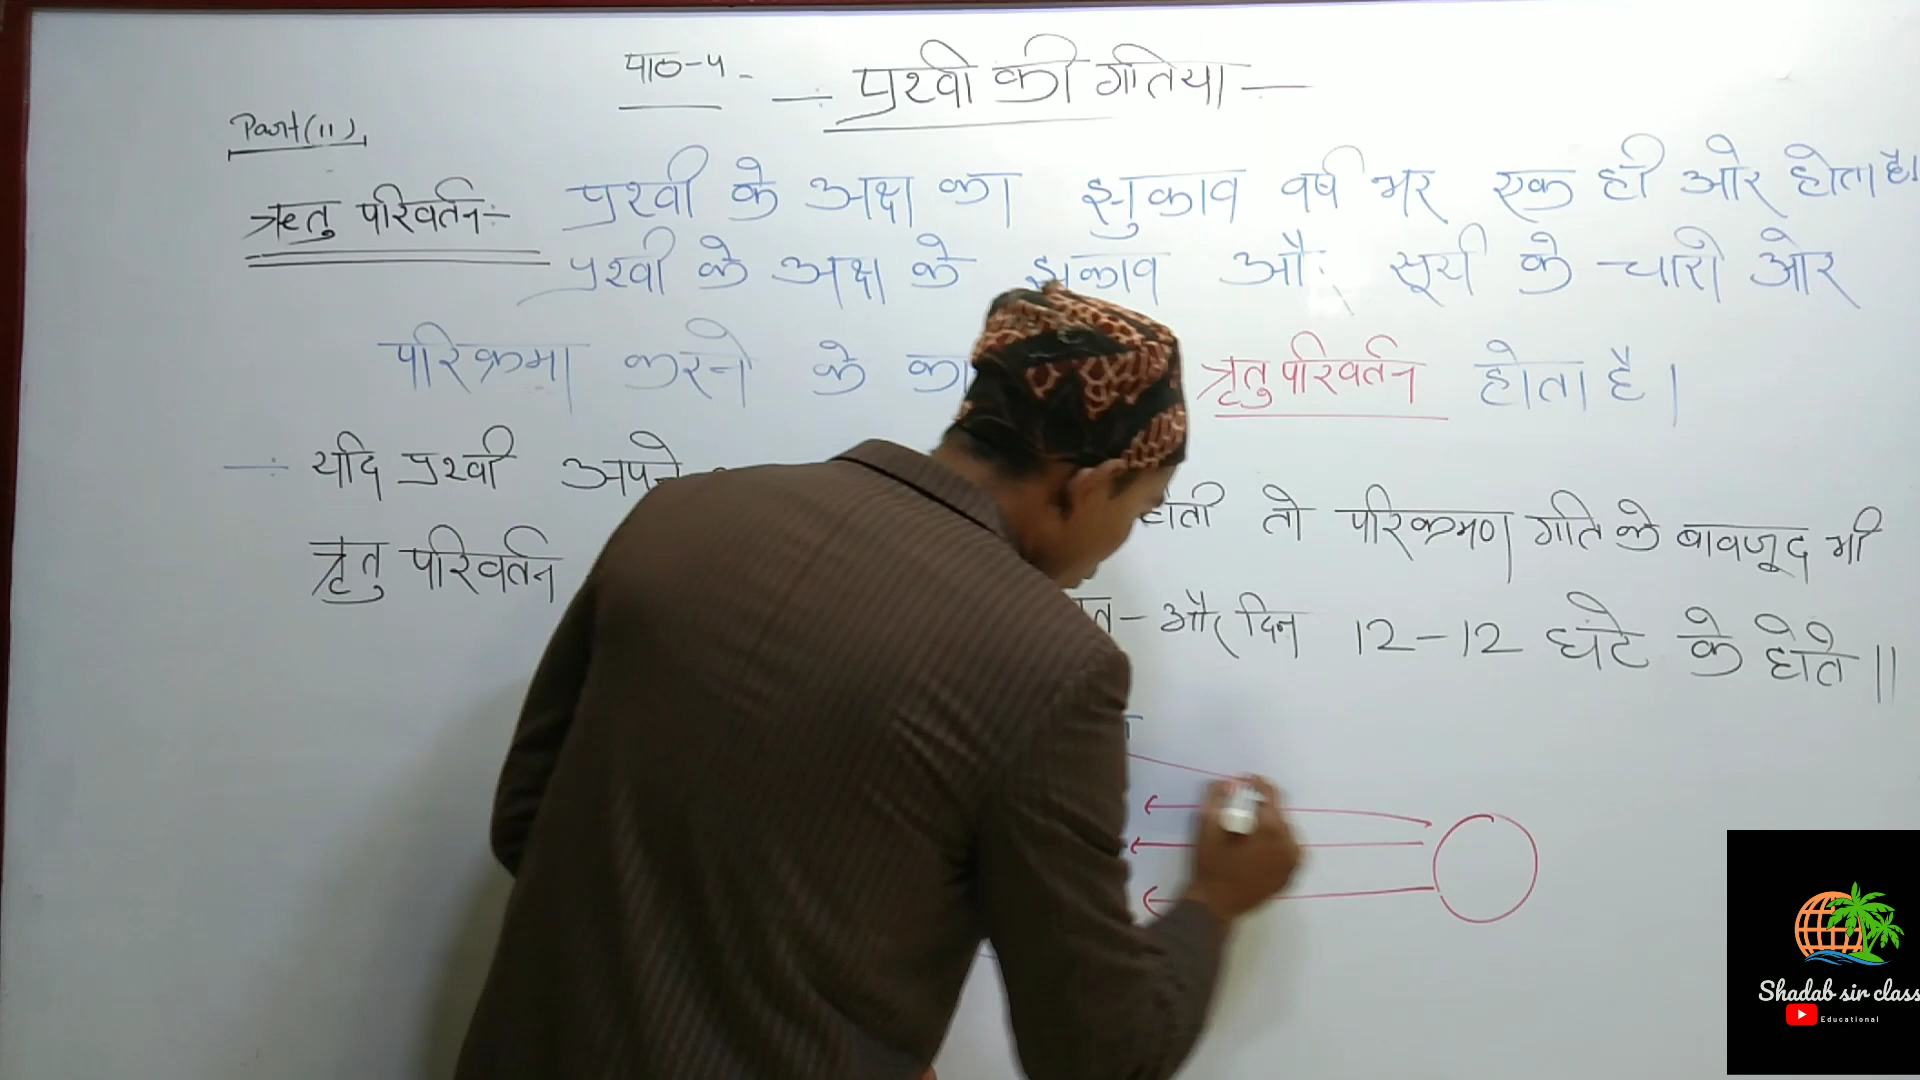 पाठ-५ -
- पृथ्वी की गतिया -
Part (11)
ऋतु परिवर्तन:- पृथ्वी के अक्ष का झुकाव वर्ष भर एक ही ओर होता है।
पृथ्वी के अक्ष के झुकाव और सूर्य के चारो ओर
परिक्रमा करने के का ऋतु परिवर्तन होता है।
- यदि पृथ्वी अपने होती तो परिक्रमण गति के बावजूद भी
ऋतु परिवर्तन - और दिन 12-12 घंटे के होते ||
Shadab sir class
Educational